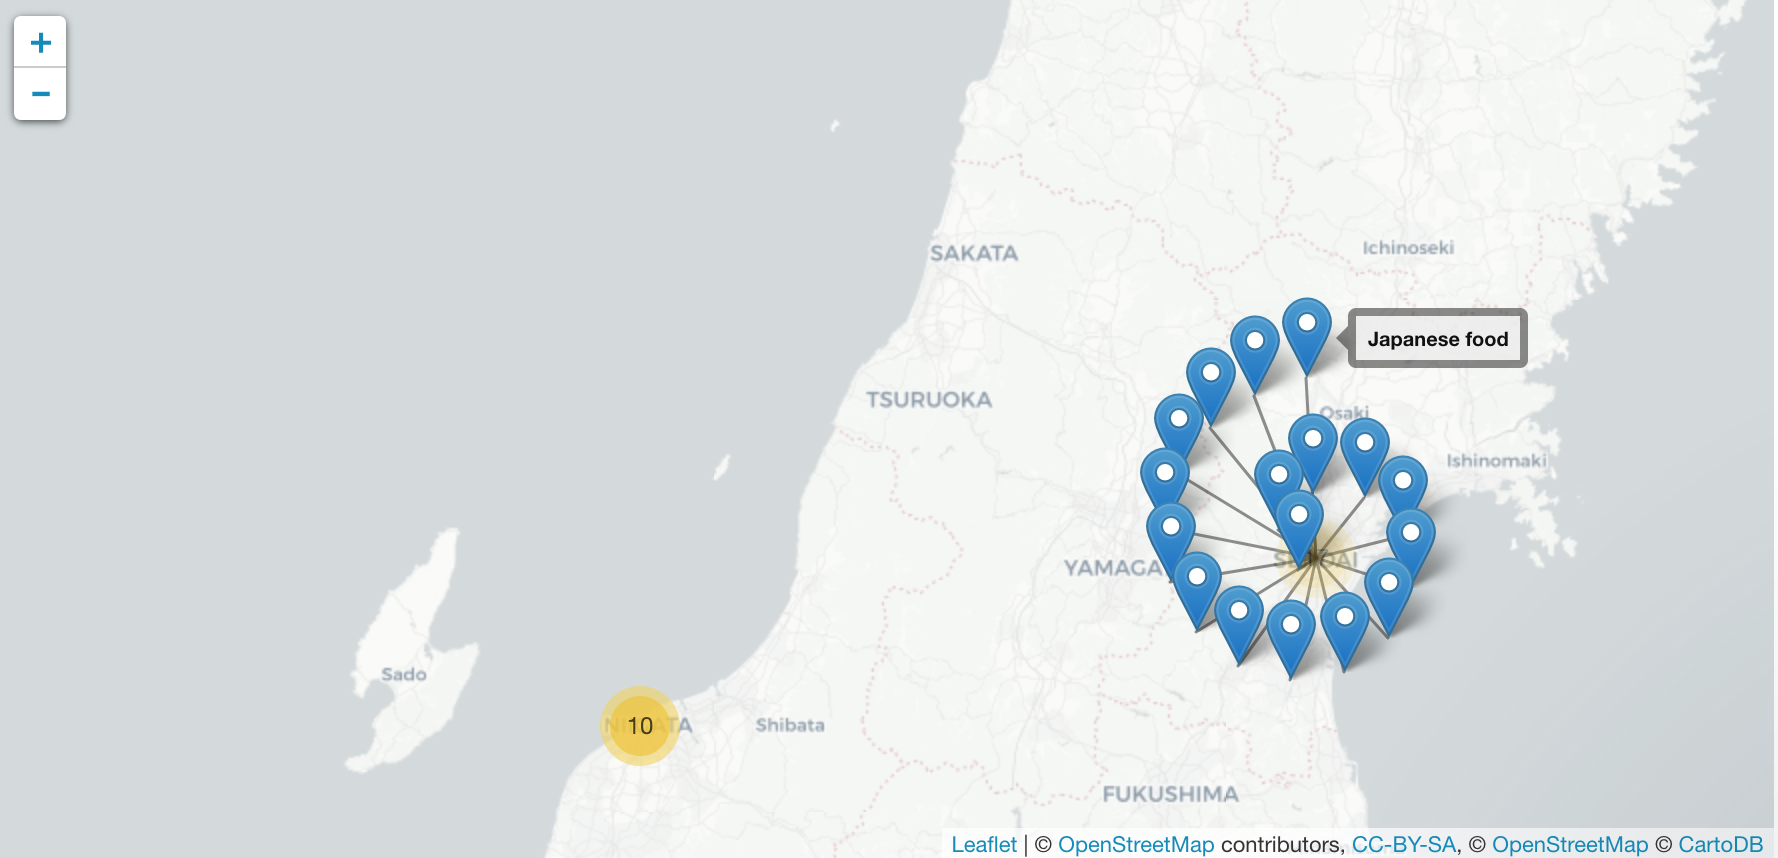 +
−
SAKATA
Ichinoseki
Japanese food
TSURUOKA
Osaki
Ishinomaki
YAMAGA
Sado
10
Shibata
FUKUSHIMA
Leaflet | © OpenStreetMap contributors, CC-BY-SA, © OpenStreetMap © CartoDB